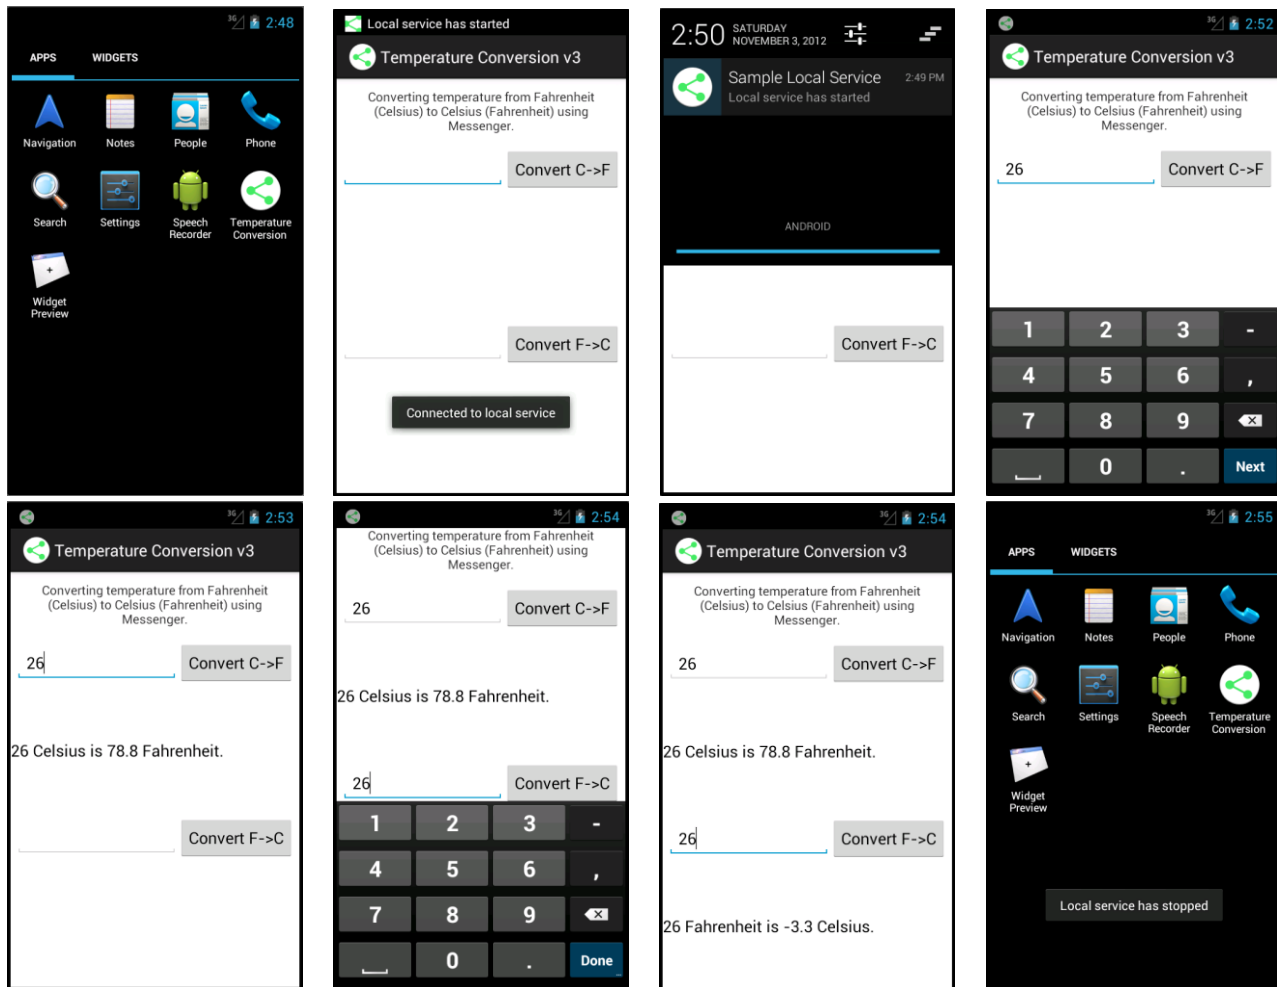 3G 2:48
APPS WIDGETS
Navigation Notes People Phone
Search Settings Speech Recorder Temperature Conversion
Widget Preview
Local service has started
Temperature Conversion v3
Converting temperature from Fahrenheit
(Celsius) to Celsius (Fahrenheit) using
Messenger.
Convert C->F
Convert F->C
Connected to local service
2:50 SATURDAY NOVEMBER 3, 2012
Sample Local Service 2:49 PM
Local service has started
ANDROID
Convert F->C
3G 2:52
Temperature Conversion v3
Converting temperature from Fahrenheit
(Celsius) to Celsius (Fahrenheit) using
Messenger.
26 Convert C->F
1 2 3 -
4 5 6 ,
7 8 9
0 . Next
3G 2:53
Temperature Conversion v3
Converting temperature from Fahrenheit
(Celsius) to Celsius (Fahrenheit) using
Messenger.
26 Convert C->F
26 Celsius is 78.8 Fahrenheit.
Convert F->C
3G 2:54
Converting temperature from Fahrenheit
(Celsius) to Celsius (Fahrenheit) using
Messenger.
26 Convert C->F
26 Celsius is 78.8 Fahrenheit.
26 Convert F->C
1 2 3 -
4 5 6 ,
7 8 9
0 . Done
3G 2:54
Temperature Conversion v3
Converting temperature from Fahrenheit
(Celsius) to Celsius (Fahrenheit) using
Messenger.
26 Convert C->F
26 Celsius is 78.8 Fahrenheit.
26 Convert F->C
26 Fahrenheit is -3.3 Celsius.
3G 2:55
APPS WIDGETS
Navigation Notes People Phone
Search Settings Speech Recorder Temperature Conversion
Widget Preview
Local service has stopped